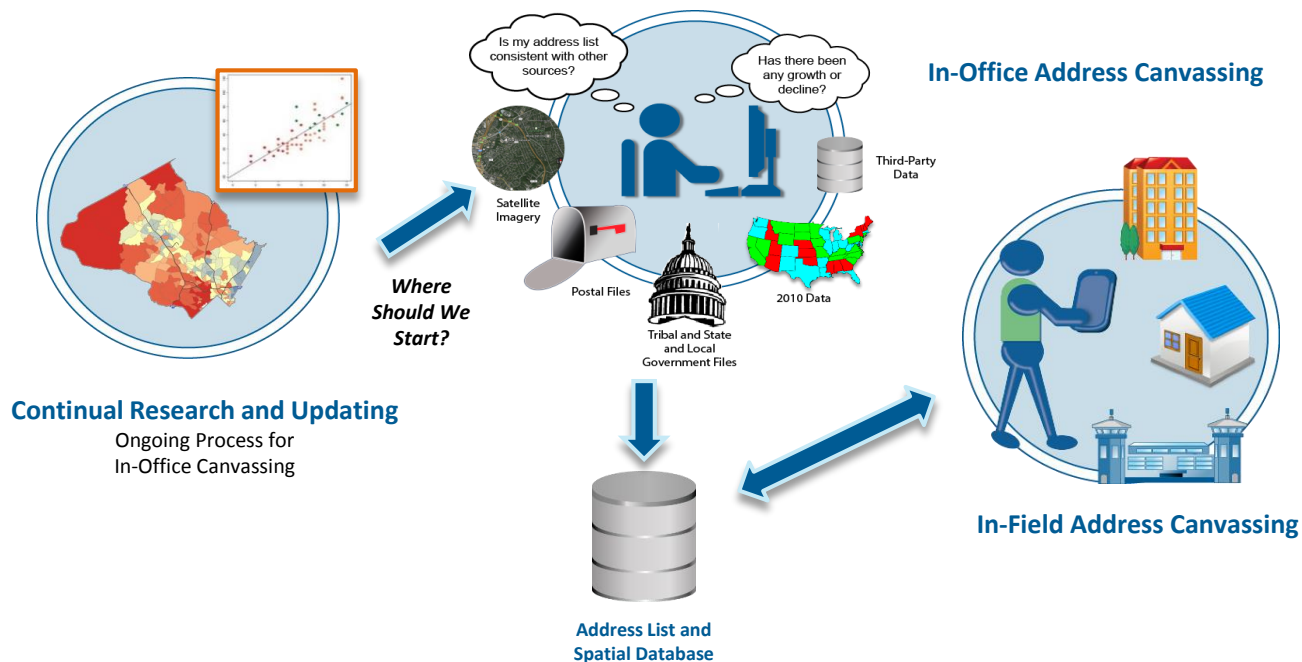 Is my address list
consistent with other
sources?
Has there been
any growth or
decline?
In-Office Address Canvassing
Third-Party
Data
Satellite
Imagery
Postal Files
2010 Data
Tribal and State
and Local
Government Files
Where
Should We
Start?
Continual Research and Updating
Ongoing Process for
In-Office Canvassing
In-Field Address Canvassing
Address List and
Spatial Database